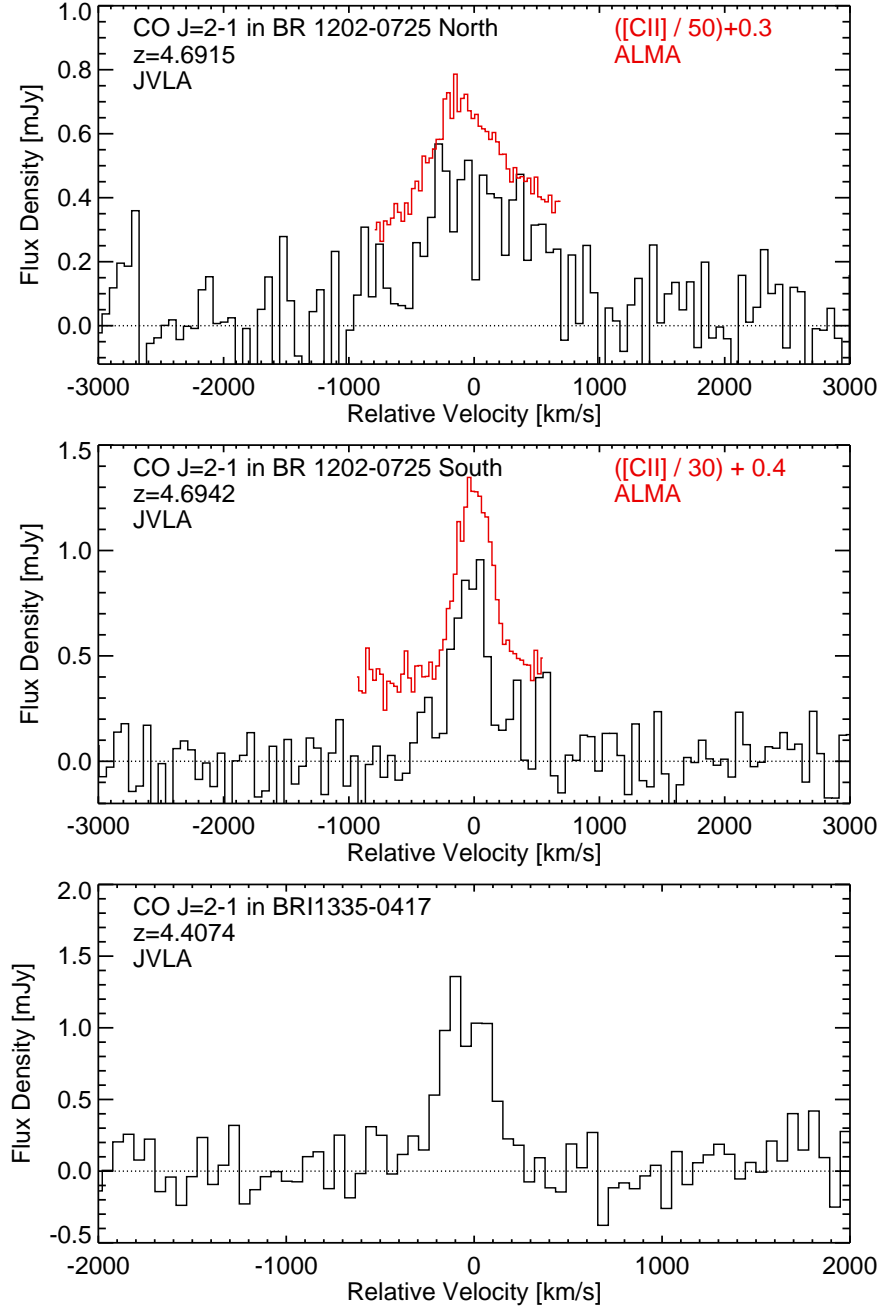 CO J=2-1 in BR 1202-0725 North
([CII] / 50)+0.3
z=4.6915
ALMA
JVLA
Flux Density [mJy]
1.0
0.8
0.6
0.4
0.2
0.0
-3000 -2000 -1000 0 1000 2000 3000
Relative Velocity [km/s]
CO J=2-1 in BR 1202-0725 South
([CII] / 30) + 0.4
z=4.6942
ALMA
JVLA
Flux Density [mJy]
1.5
1.0
0.5
0.0
-3000 -2000 -1000 0 1000 2000 3000
Relative Velocity [km/s]
CO J=2-1 in BRI1335-0417
z=4.4074
JVLA
Flux Density [mJy]
2.0
1.5
1.0
0.5
0.0
-0.5
-2000 -1000 0 1000 2000
Relative Velocity [km/s]